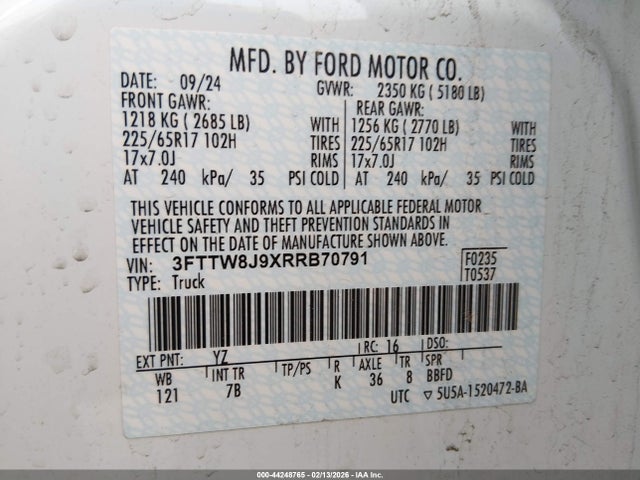 MFD. BY FORD MOTOR CO.
DATE: 09/24 GVWR: 2350 KG ( 5180 LB)
FRONT GAWR: REAR GAWR:
1218 KG ( 2685 LB) WITH 1256 KG ( 2770 LB) WITH
225/65R17 102H TIRES 225/65R17 102H TIRES
17x7.0J RIMS 17x7.0J RIMS
AT 240 kPa/ 35 PSI COLD AT 240 kPa/ 35 PSI COLD
THIS VEHICLE CONFORMS TO ALL APPLICABLE FEDERAL MOTOR
VEHICLE SAFETY AND THEFT PREVENTION STANDARDS IN
EFFECT ON THE DATE OF MANUFACTURE SHOWN ABOVE.
VIN: 3FTTW8J9XRRB70791 F0235
TYPE: Truck T0537
EXT PNT: YZ RC: 16 DSO:
WB INT TR TP/PS R AXLE TR SPR
121 7B K 36 8 BBFD
UTC ▽ 5U5A-1520472-BA
000-44248765 - 02/13/2026 - IAA Inc.